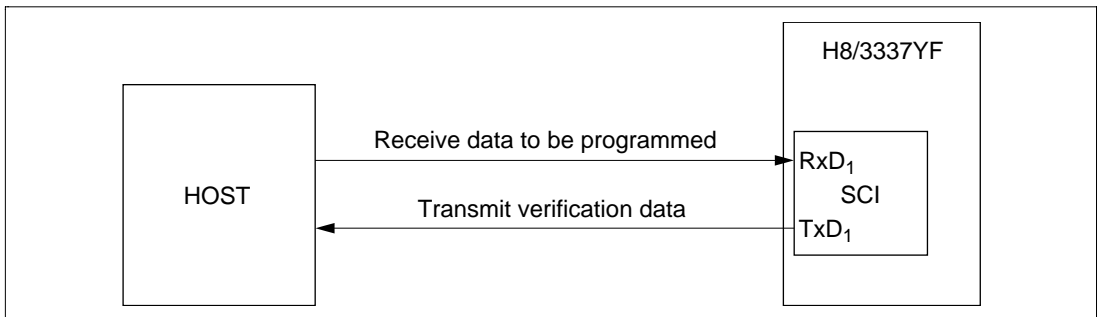 H8/3337YF
Receive data to be programmed
RxD₁
HOST
SCI
Transmit verification data
TxD₁